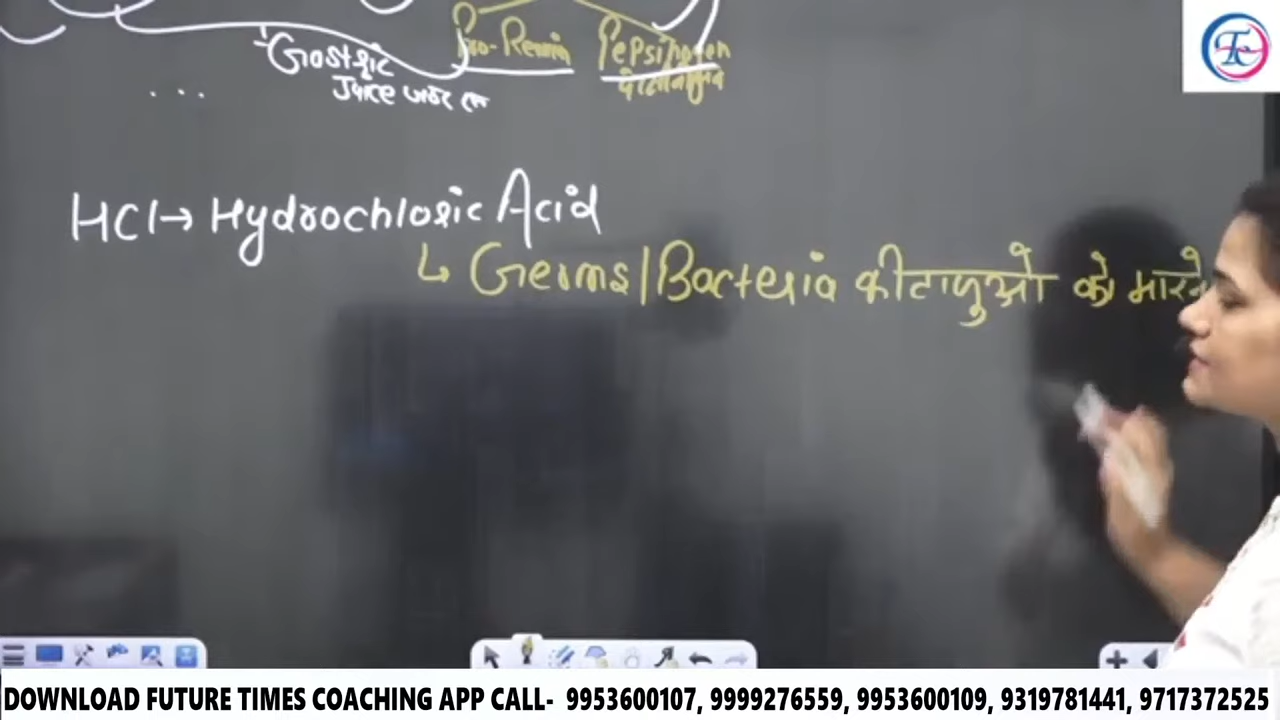 Pro-Renin Pepsinogen
Gastric
Juice जठर
HCl→ Hydrochloric Acid
↳ Germs/Bacteria कीटाणुओ को मारने
DOWNLOAD FUTURE TIMES COACHING APP CALL- 9953600107, 9999276559, 9953600109, 9319781441, 9717372525